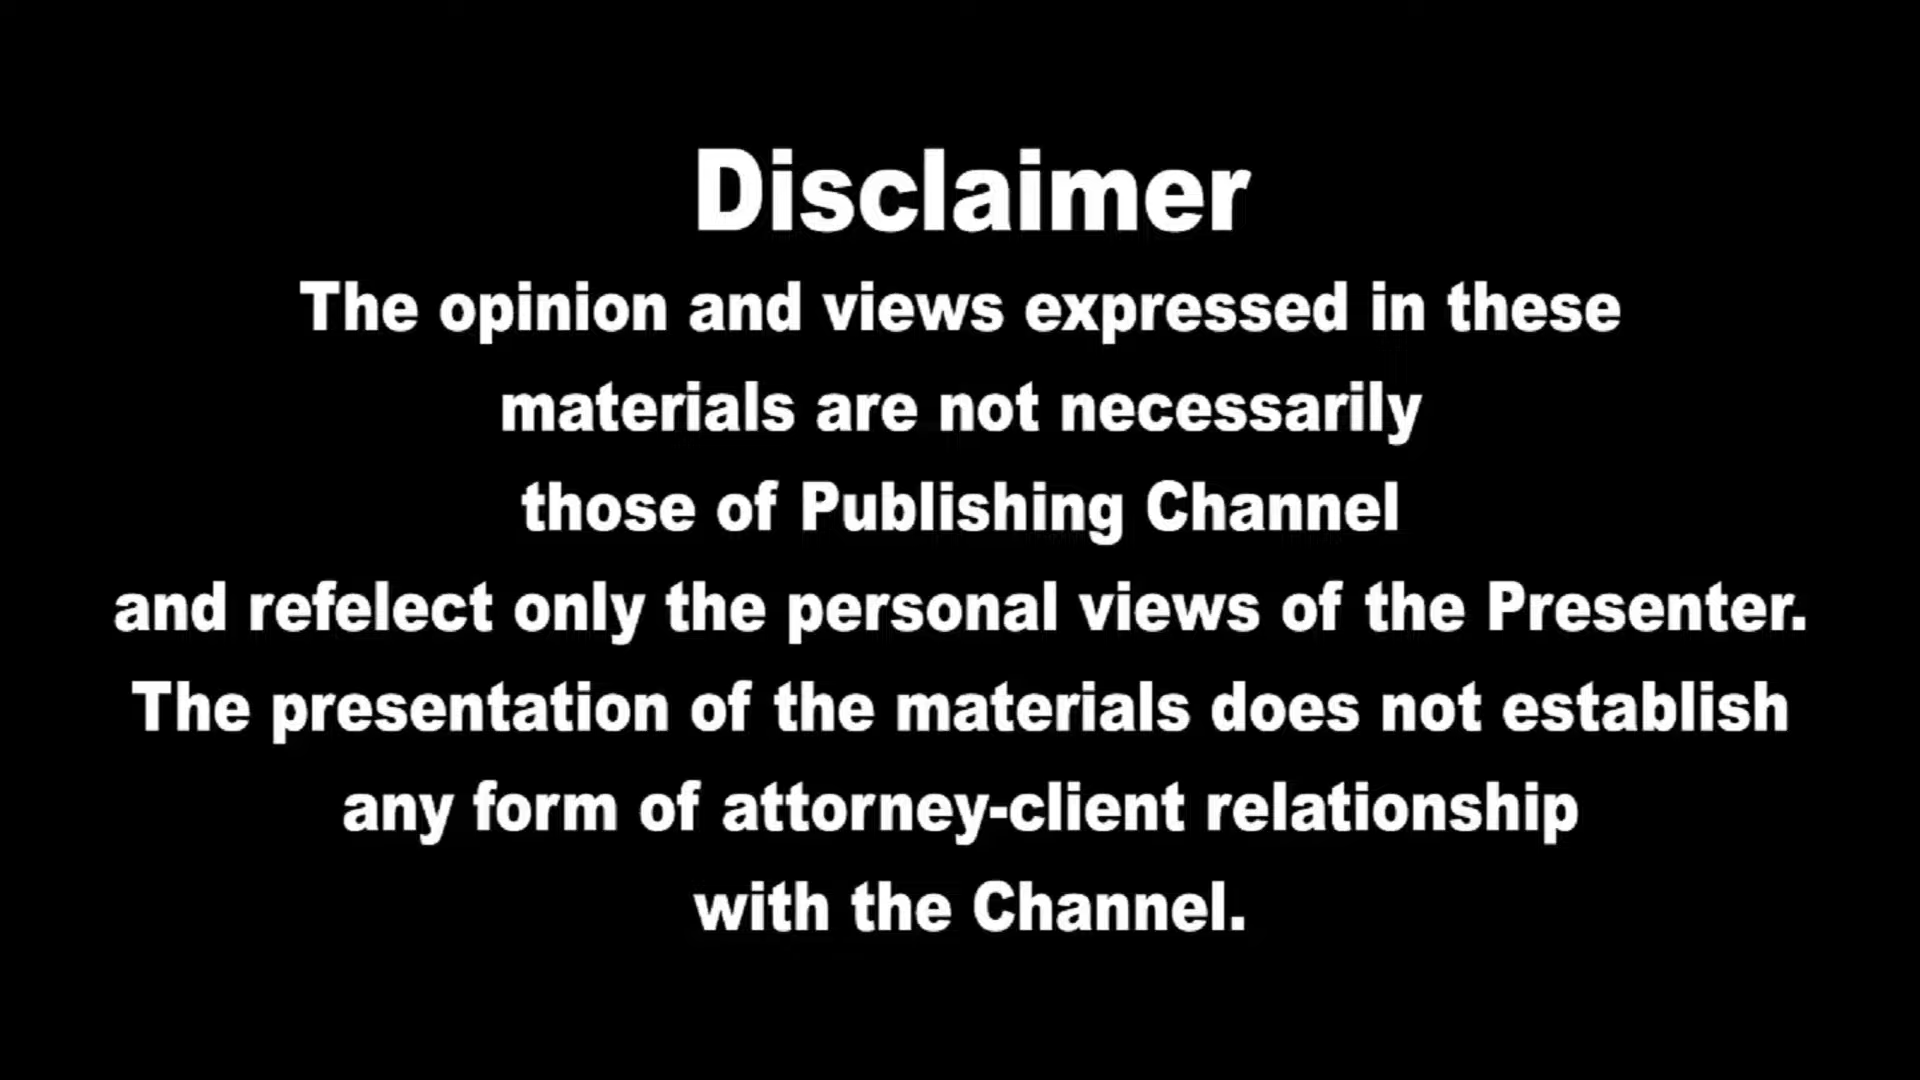 Disclaimer
The opinion and views expressed in these
materials are not necessarily
those of Publishing Channel
and refelect only the personal views of the Presenter.
The presentation of the materials does not establish
any form of attorney-client relationship
with the Channel.